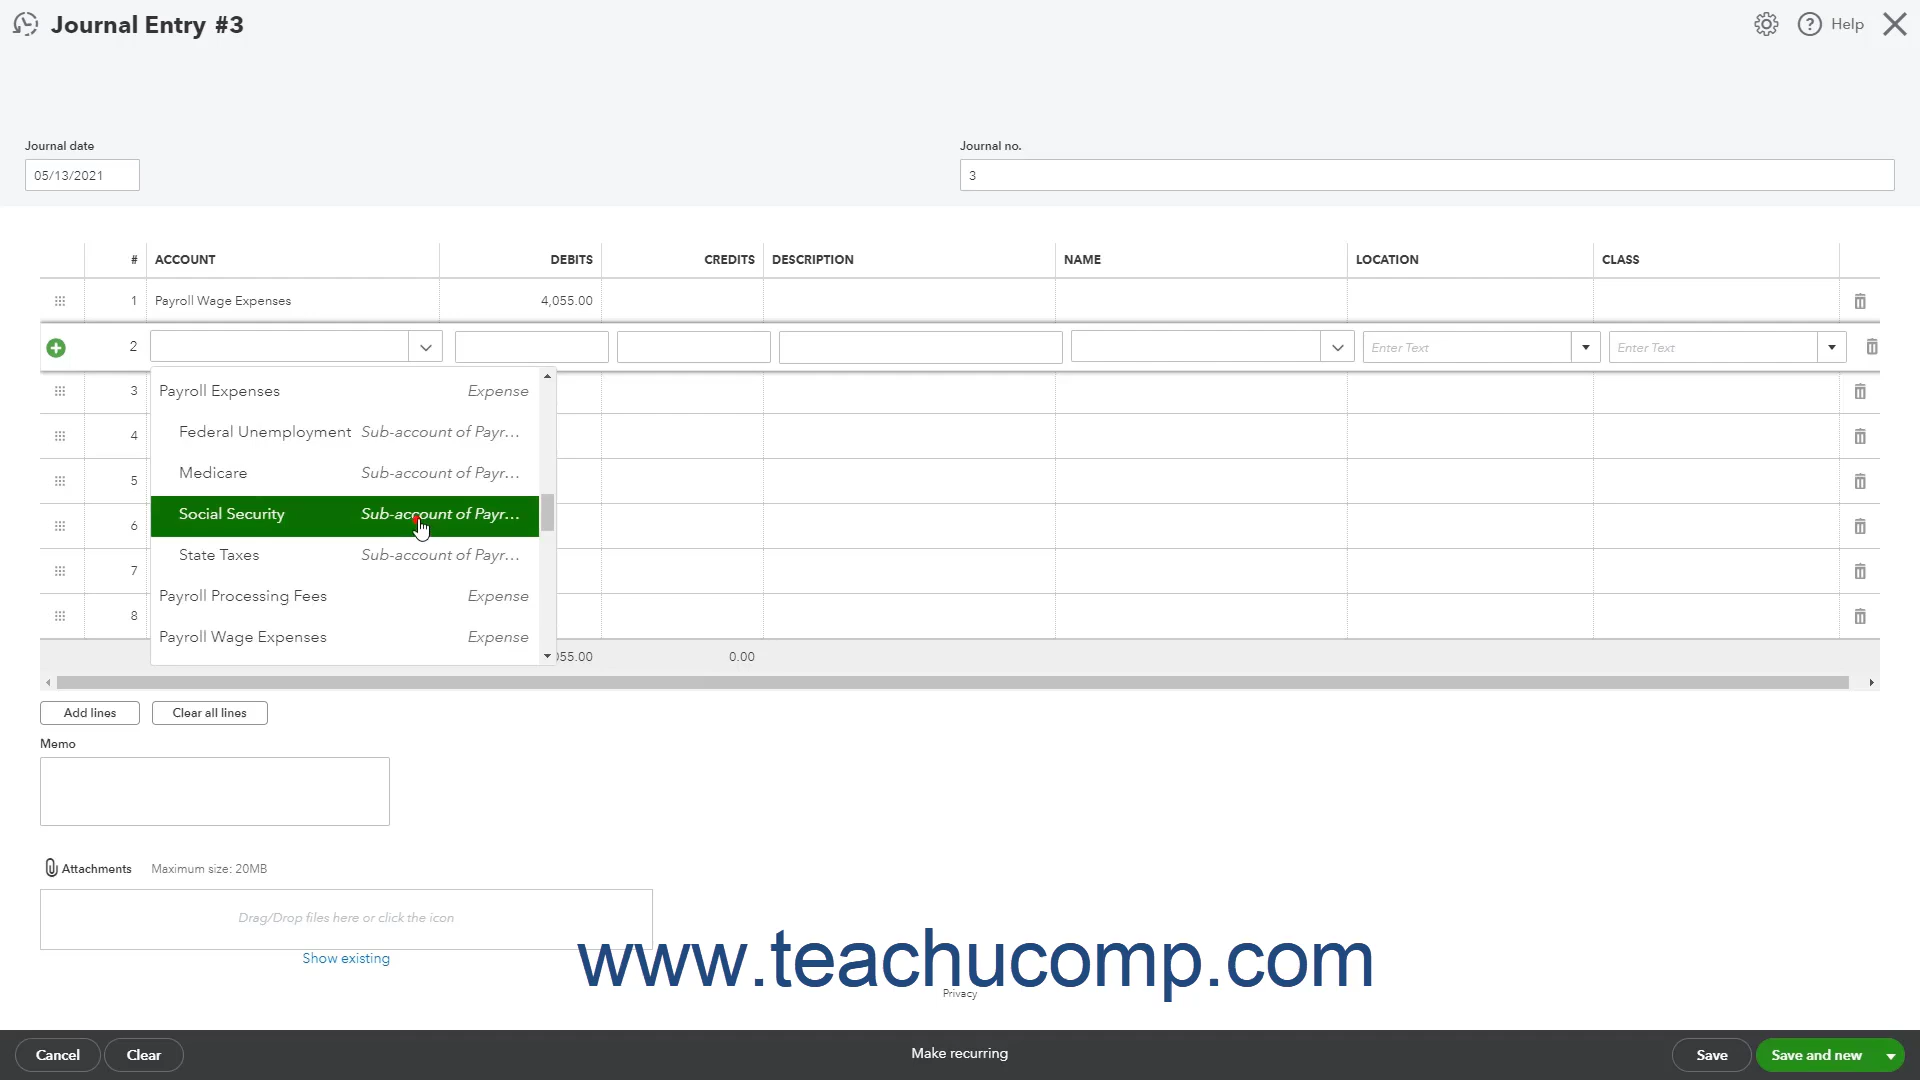 Journal Entry #3
Help
Journal date
Journal no.
05/13/2021
3
# ACCOUNT DEBITS CREDITS DESCRIPTION NAME LOCATION CLASS
1 Payroll Wage Expenses 4,055.00
2 Enter Text Enter Text
3 Payroll Expenses Expense
Federal Unemployment Sub-account of Payr...
4
Medicare Sub-account of Payr...
5
Social Security Sub-account of Payr...
6
State Taxes Sub-account of Payr...
7
Payroll Processing Fees Expense
8
Payroll Wage Expenses Expense
055.00 0.00
Add lines Clear all lines
Memo
Attachments Maximum size: 20MB
Drag/Drop files here or click the icon
Show existing
www.teachucomp.com
Privacy
Cancel Clear Make recurring Save Save and new